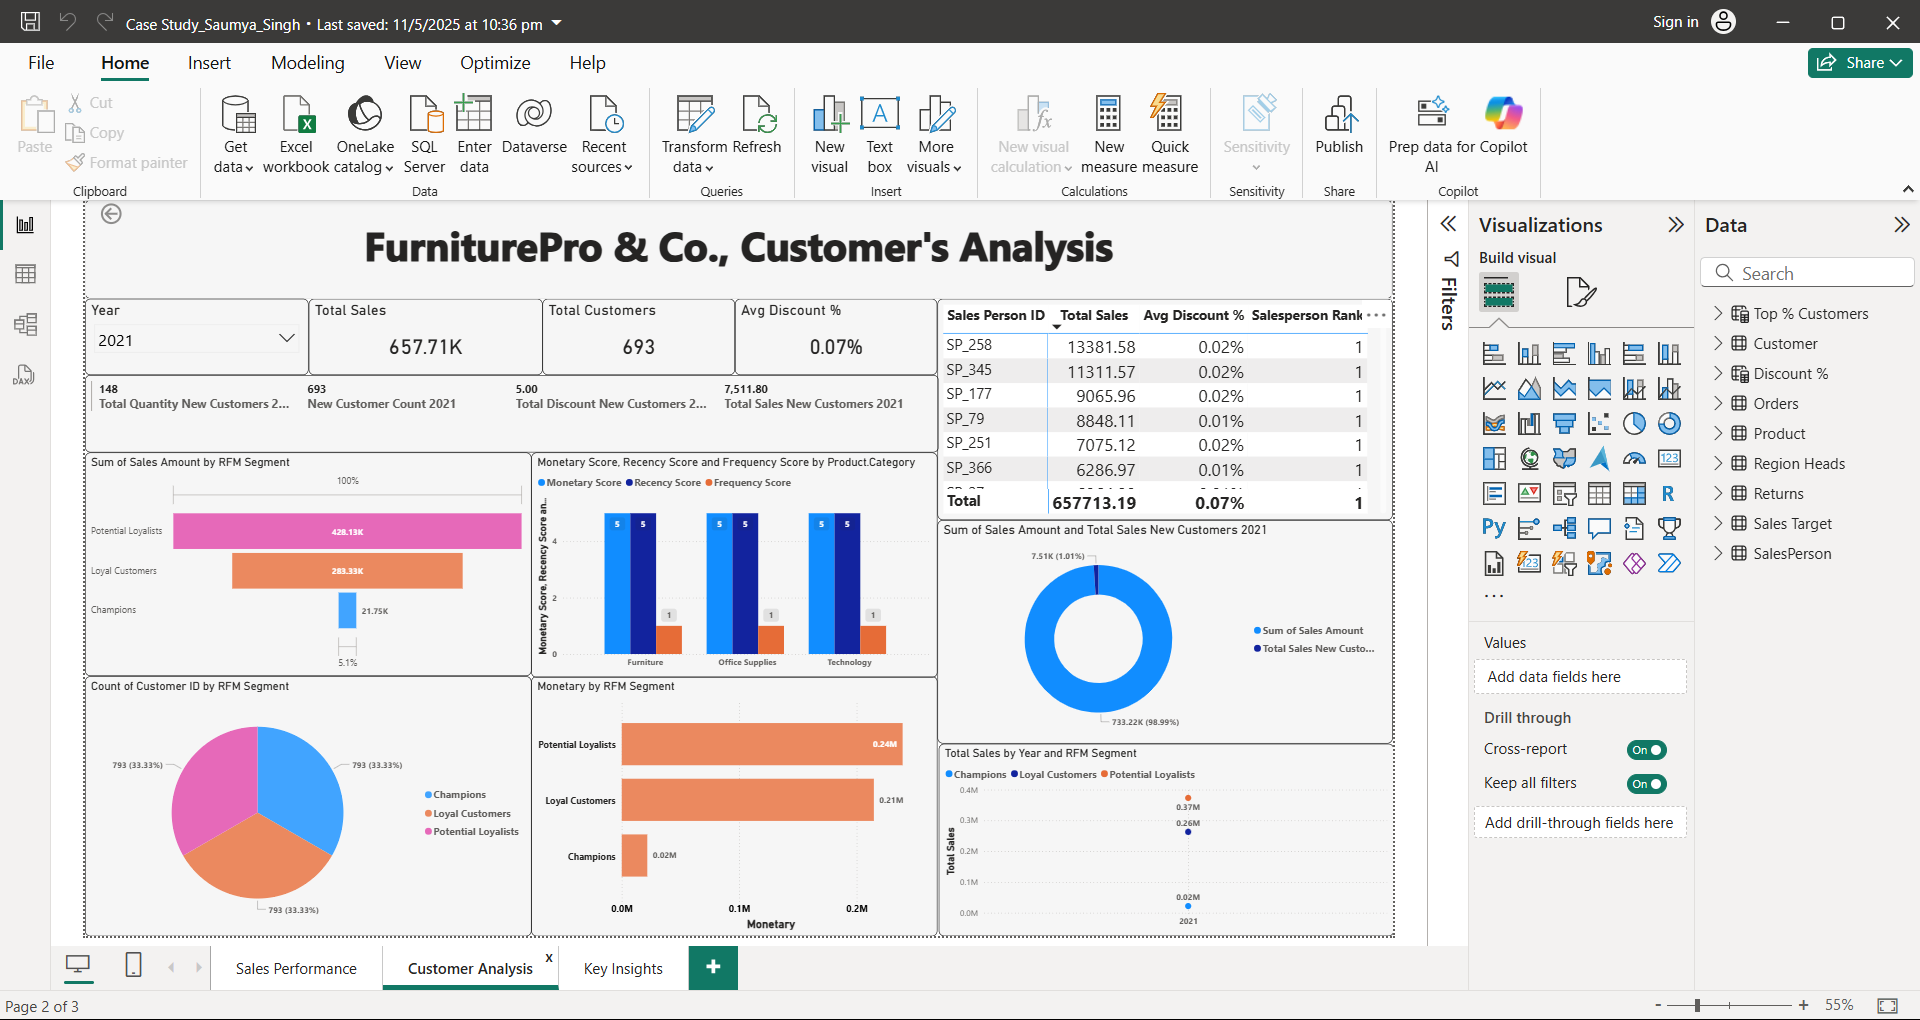 Case Study_Saumya_Singh • Last saved: 11/5/2025 at 10:36 pm
Sign in
File Home Insert Modeling View Optimize Help
Share
Paste
Cut
Copy
Format painter
Clipboard
Get data
Excel workbook
OneLake catalog
SQL Server
Enter data
Dataverse
Recent sources
Data
Transform data
Refresh
Queries
New visual
Text box
More visuals
Insert
New visual calculation
New measure
Quick measure
Calculations
Sensitivity
Sensitivity
Publish
Share
Prep data for AI
Copilot
Copilot
FurniturePro & Co., Customer's Analysis
Year
2021
Total Sales
657.71K
Total Customers
693
Avg Discount %
0.07%
148
Total Quantity New Customers 2...
693
New Customer Count 2021
5.00
Total Discount New Customers 2...
7,511.80
Total Sales New Customers 2021
Sales Person ID Total Sales Avg Discount % Salesperson Rank
SP_258 13381.58 0.02% 1
SP_345 11311.57 0.02% 1
SP_177 9065.96 0.02% 1
SP_79 8848.11 0.01% 1
SP_251 7075.12 0.02% 1
SP_366 6286.97 0.01% 1
Total 657713.19 0.07% 1
Sum of Sales Amount by RFM Segment
100%
Potential Loyalists 428.13K
Loyal Customers 283.33K
Champions 21.75K
5.1%
Monetary Score, Recency Score and Frequency Score by Product.Category
Monetary Score Recency Score Frequency Score
Monetary Score, Recency Score an...
4
2
0
5 5 1
5 5 1
5 5 1
Furniture Office Supplies Technology
Sum of Sales Amount and Total Sales New Customers 2021
7.51K (1.01%)
Sum of Sales Amount
Total Sales New Custo...
733.22K (98.99%)
Count of Customer ID by RFM Segment
793 (33.33%)
793 (33.33%)
793 (33.33%)
Champions
Loyal Customers
Potential Loyalists
Monetary by RFM Segment
Potential Loyalists 0.24M
Loyal Customers 0.21M
Champions 0.02M
0.0M 0.1M 0.2M
Monetary
Total Sales by Year and RFM Segment
Champions Loyal Customers Potential Loyalists
Total Sales
0.4M
0.3M
0.2M
0.1M
0.0M
0.37M
0.26M
0.02M
2021
Filters
Visualizations
Build visual
123
R
Py
123
...
Values
Add data fields here
Drill through
Cross-report On
Keep all filters On
Add drill-through fields here
Data
Search
Top % Customers
Customer
Discount %
Orders
Product
Region Heads
Returns
Sales Target
SalesPerson
Sales Performance
Customer Analysis x
Key Insights
+
Page 2 of 3
- + 55%